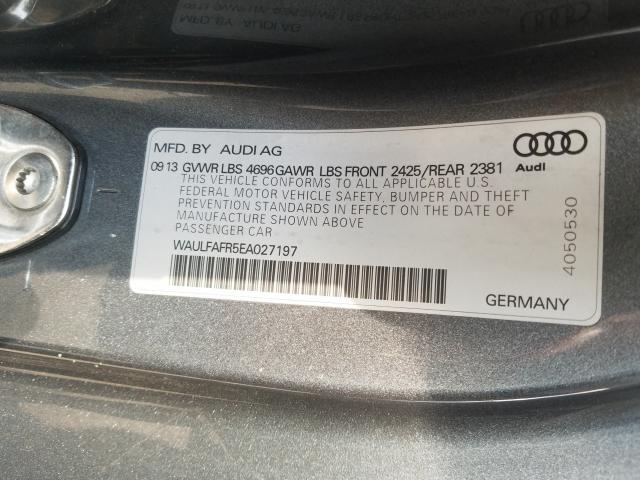 MFD. BY AUDI AG
09 13 GVWR LBS 4696 GAWR LBS FRONT 2425/REAR 2381
Audi
THIS VEHICLE CONFORMS TO ALL APPLICABLE U.S.
FEDERAL MOTOR VEHICLE SAFETY, BUMPER AND THEFT
PREVENTION STANDARDS IN EFFECT ON THE DATE OF
MANUFACTURE SHOWN ABOVE
PASSENGER CAR
WAULFAFR5EA027197
GERMANY
4050530